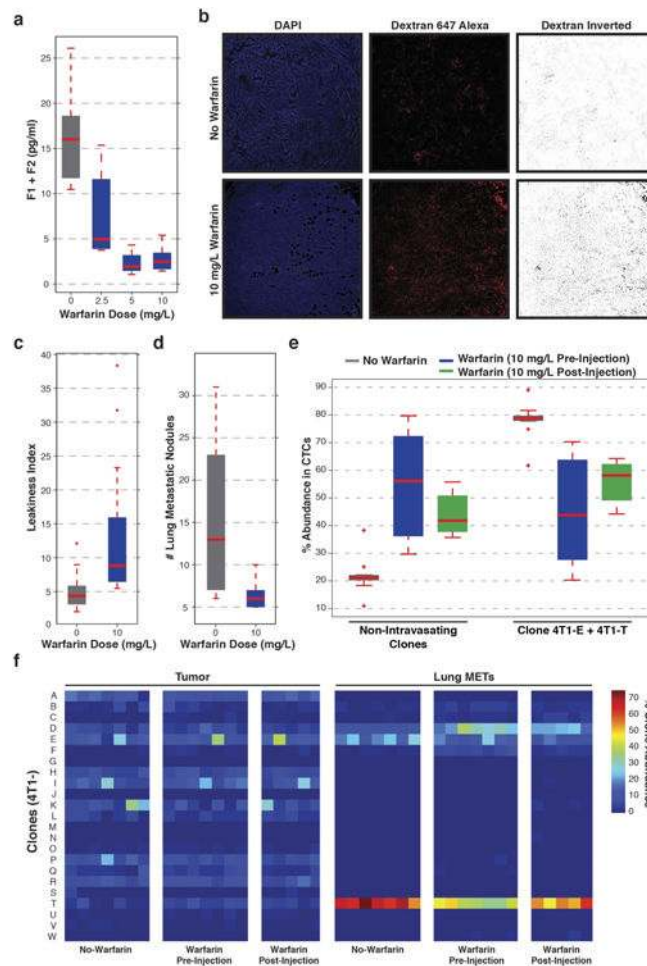 a
F1 + F2 (pg/ml)
25
20
15
10
5
0
0 2.5 5 10
Warfarin Dose (mg/L)
b
DAPI Dextran 647 Alexa Dextran Inverted
No Warfarin
10 mg/L Warfarin
c
Leakiness Index
40
35
30
25
20
15
10
5
0
0 10
Warfarin Dose (mg/L)
d
# Lung Metastatic Nodules
30
25
20
15
10
5
0 10
Warfarin Dose (mg/L)
e
No Warfarin
Warfarin (10 mg/L Pre-Injection)
Warfarin (10 mg/L Post-Injection)
% Abundance in CTCs
90
80
70
60
50
40
30
20
10
Non-Intravasating
Clones
Clone 4T1-E + 4T1-T
f
Tumor Lung METs
Clones (4T1-)
A
B
C
D
E
F
G
H
I
J
K
L
M
N
O
P
Q
R
S
T
U
V
W
No-Warfarin
Warfarin
Pre-Injection
Warfarin
Post-Injection
No-Warfarin
Warfarin
Pre-Injection
Warfarin
Post-Injection
70
60
50
40
30
20
10
0